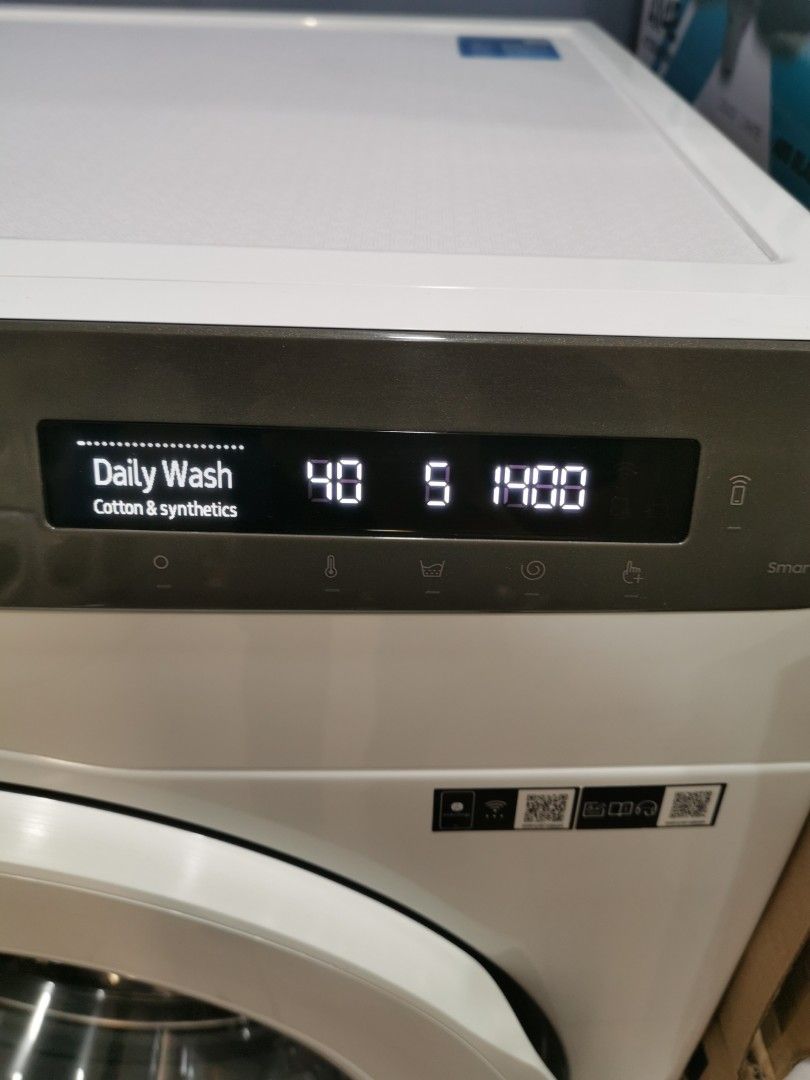 Daily Wash 40 5 1400
Cotton & synthetics
Smar